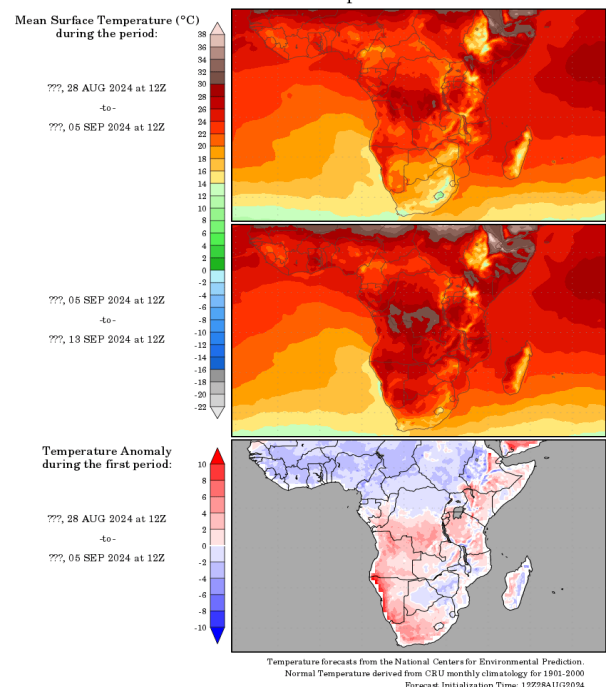 Mean Surface Temperature (°C)
during the period:
???, 28 AUG 2024 at 12Z
-to-
???, 05 SEP 2024 at 12Z
38
36
34
32
30
28
26
24
22
20
18
16
14
12
10
8
6
4
2
0
-2
-4
-6
-8
-10
-12
-14
-16
-18
-20
-22
???, 05 SEP 2024 at 12Z
-to-
???, 13 SEP 2024 at 12Z
Temperature Anomaly
during the first period:
???, 28 AUG 2024 at 12Z
-to-
???, 05 SEP 2024 at 12Z
10
8
6
4
2
0
-2
-4
-6
-8
-10
Temperature forecasts from the National Centers for Environmental Prediction.
Normal Temperature derived from CRU monthly climatology for 1901-2000
Forecast Initialization Time: 12Z28AUG2024